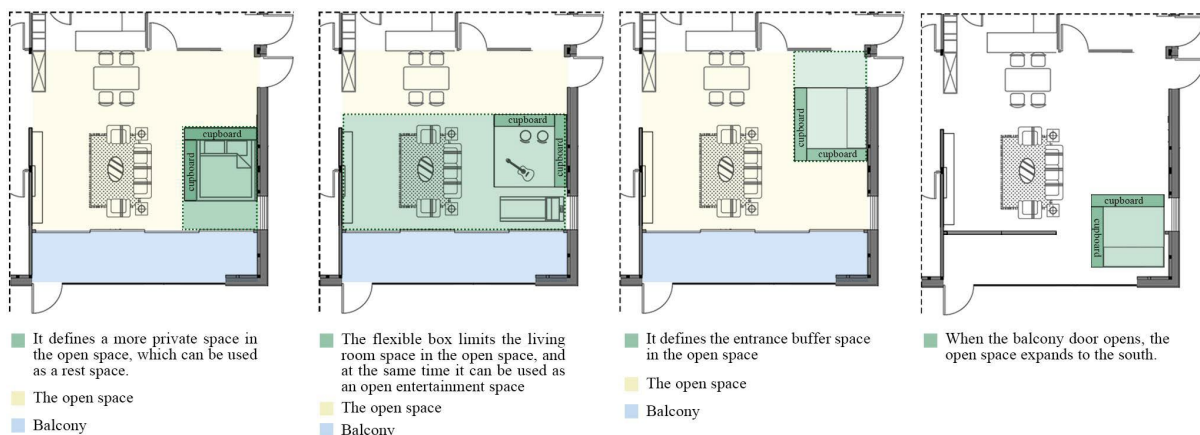 cupboard
cupboard
It defines a more private space in
the open space, which can be used
as a rest space.
The open space
Balcony
cupboard
cupboard
The flexible box limits the living
room space in the open space, and
at the same time it can be used as
an open entertainment space
The open space
Balcony
cupboard
cupboard
It defines the entrance buffer space
in the open space
The open space
Balcony
cupboard
cupboard
When the balcony door opens, the
open space expands to the south.